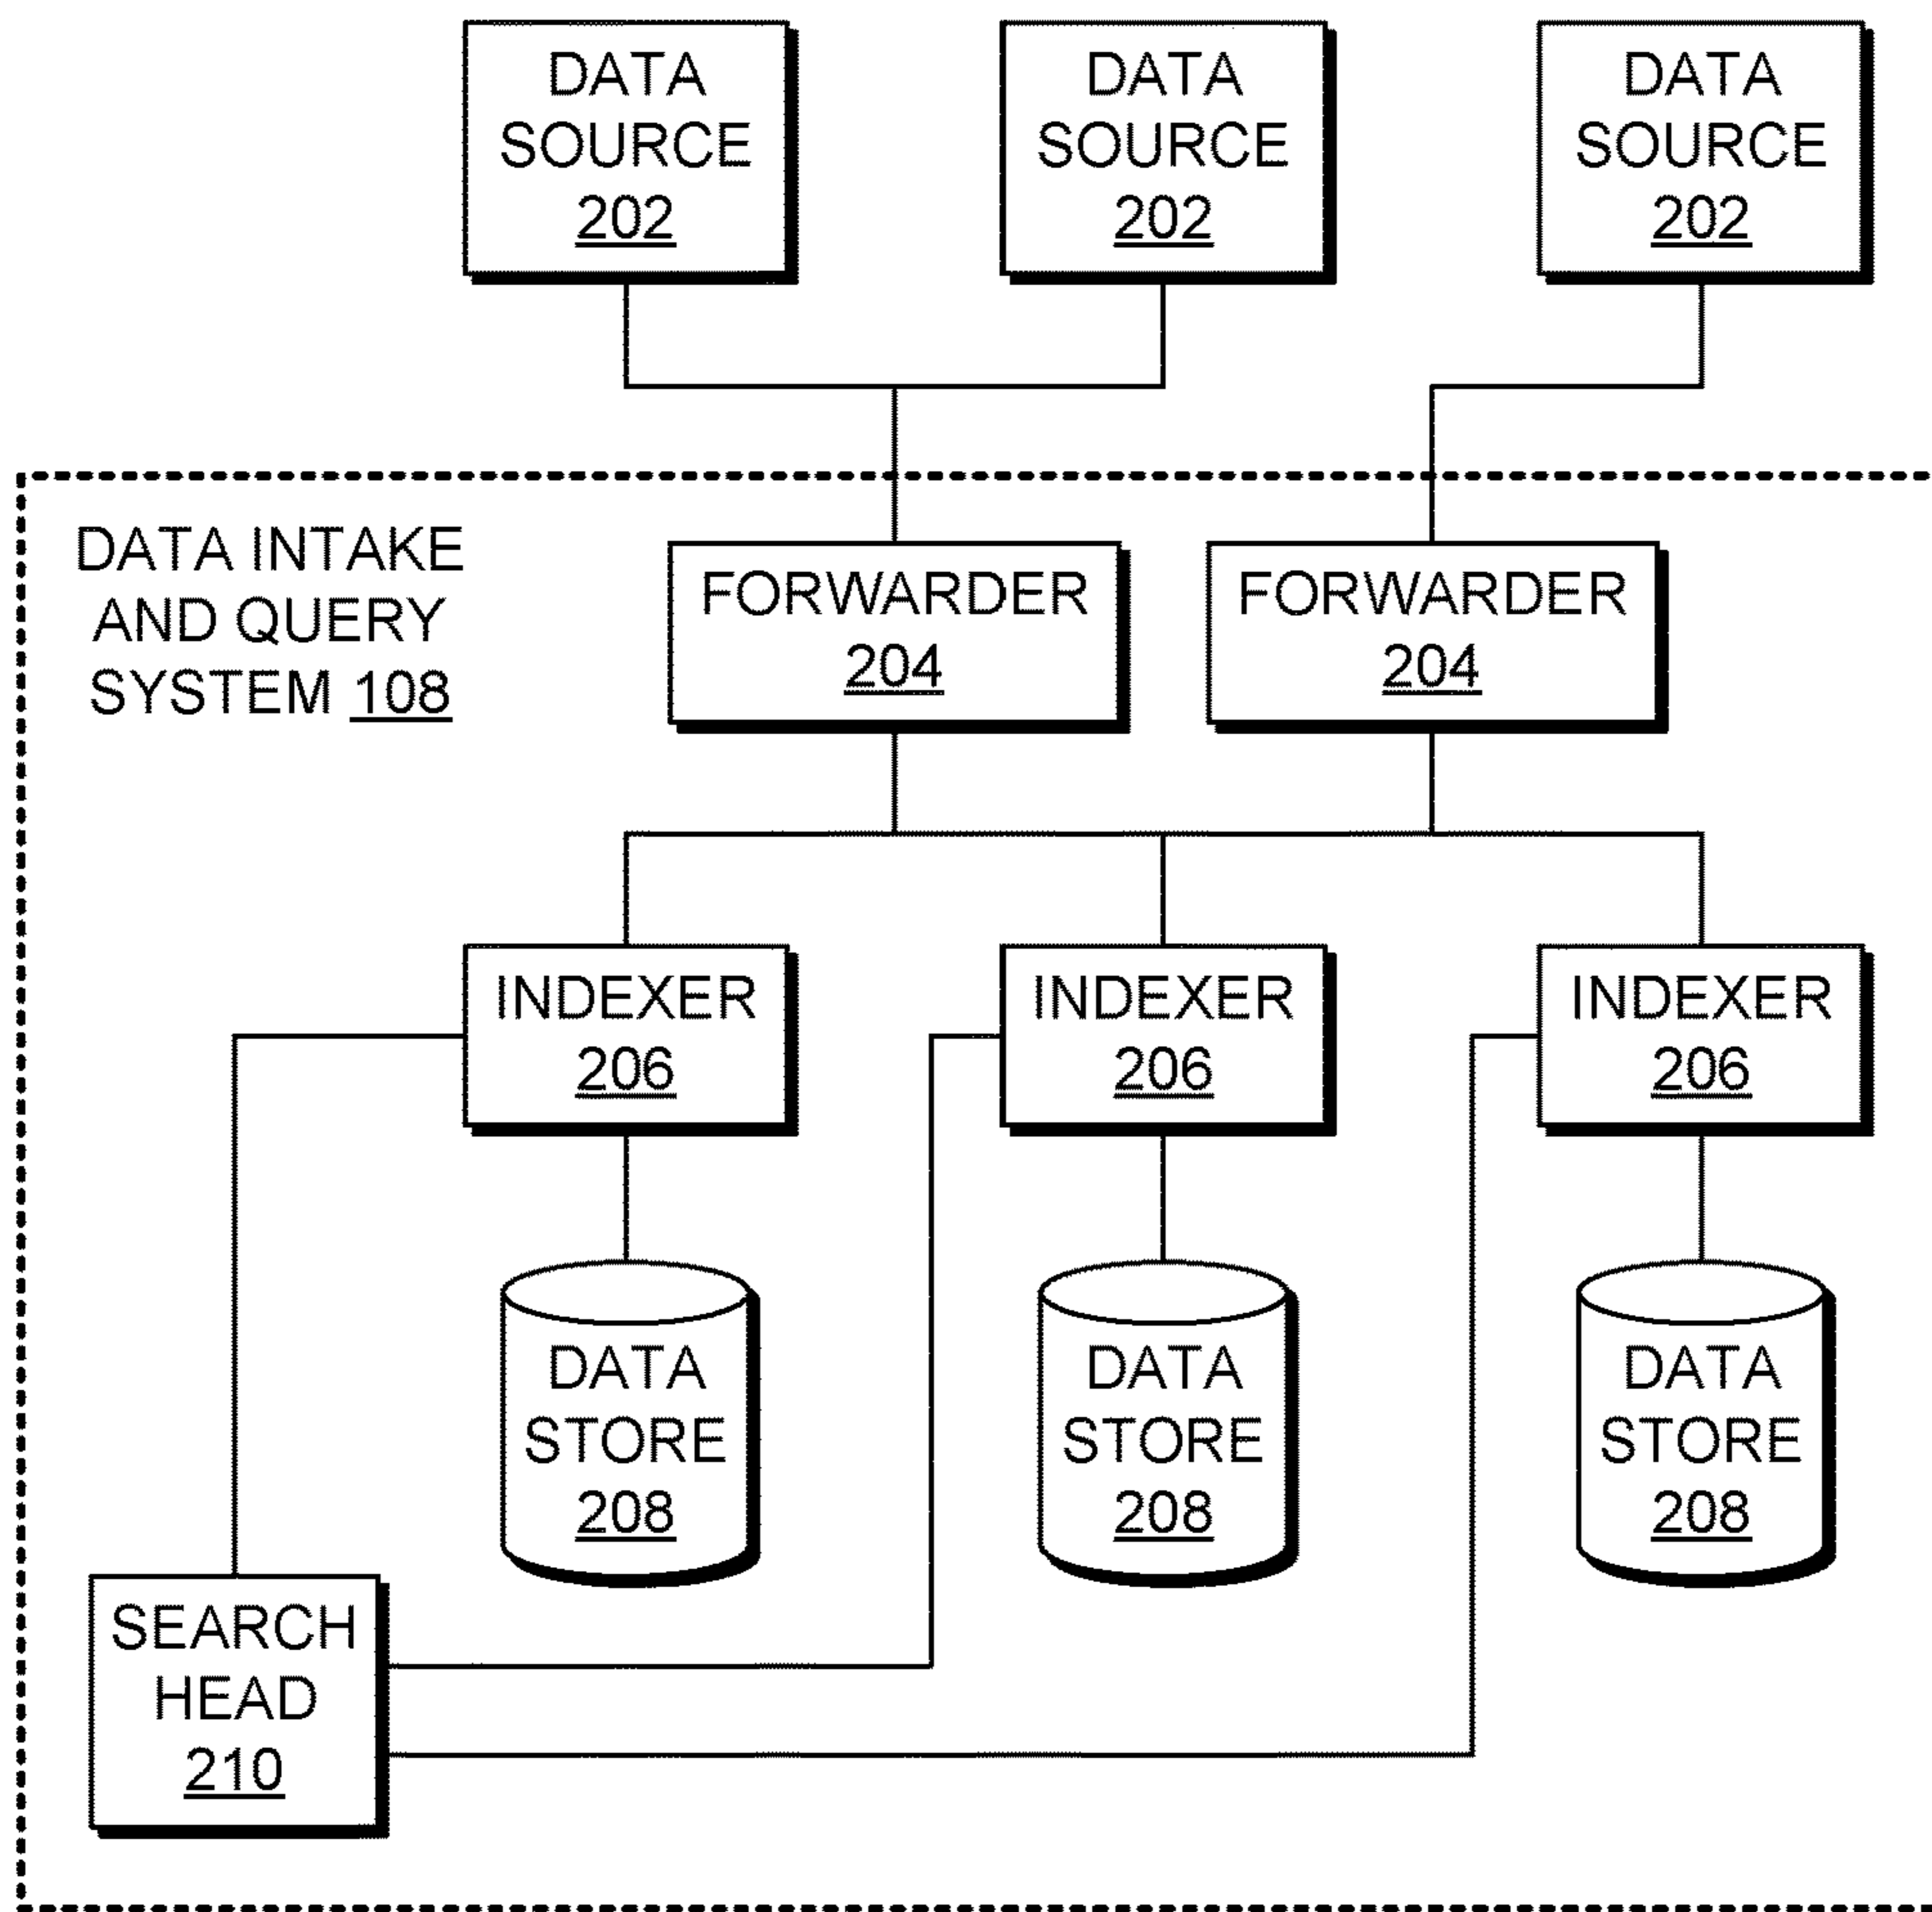 DATA
SOURCE
202
DATA
SOURCE
202
DATA
SOURCE
202
DATA INTAKE
AND QUERY
SYSTEM 108
FORWARDER
204
FORWARDER
204
INDEXER
206
INDEXER
206
INDEXER
206
DATA
STORE
208
DATA
STORE
208
DATA
STORE
208
SEARCH
HEAD
210